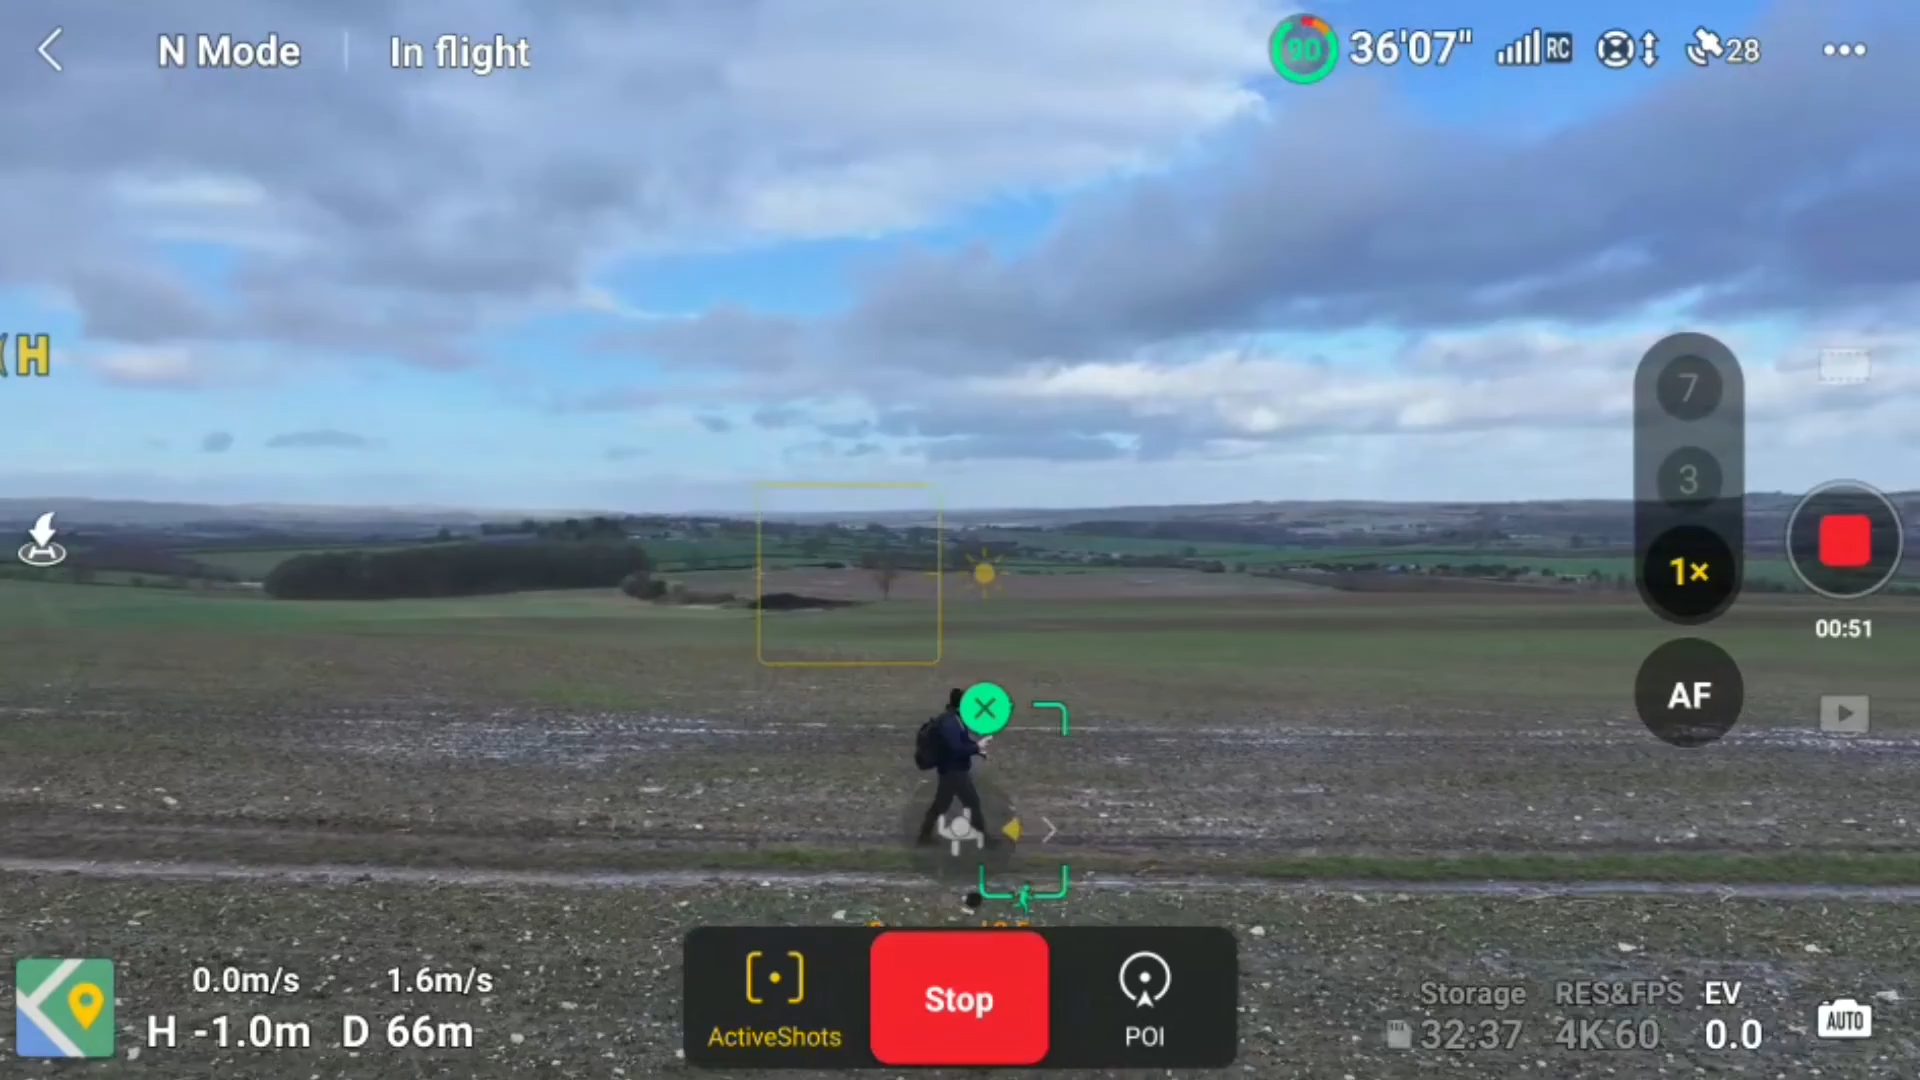 N Mode In flight
90 36'07" RC 28
H
7
3
1×
00:51
AF
0.0m/s 1.6m/s
H -1.0m D 66m
ActiveShots
Stop
POI
Storage RES&FPS EV
32:37 4K 60 0.0
AUTO